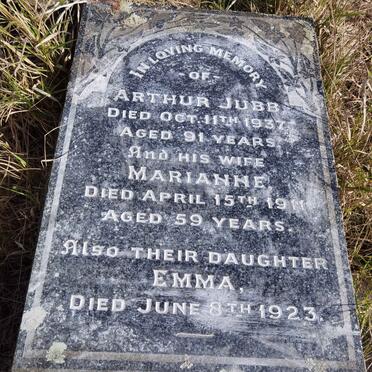 IN LOVING MEMORY
- OF -
ARTHUR JUBB,
DIED OCT. 11TH 1937,
AGED 91 YEARS.
AND HIS WIFE
MARIANNE,
DIED APRIL 15TH 1911
AGED 59 YEARS.
ALSO THEIR DAUGHTER
EMMA,
DIED JUNE 8TH 1923.